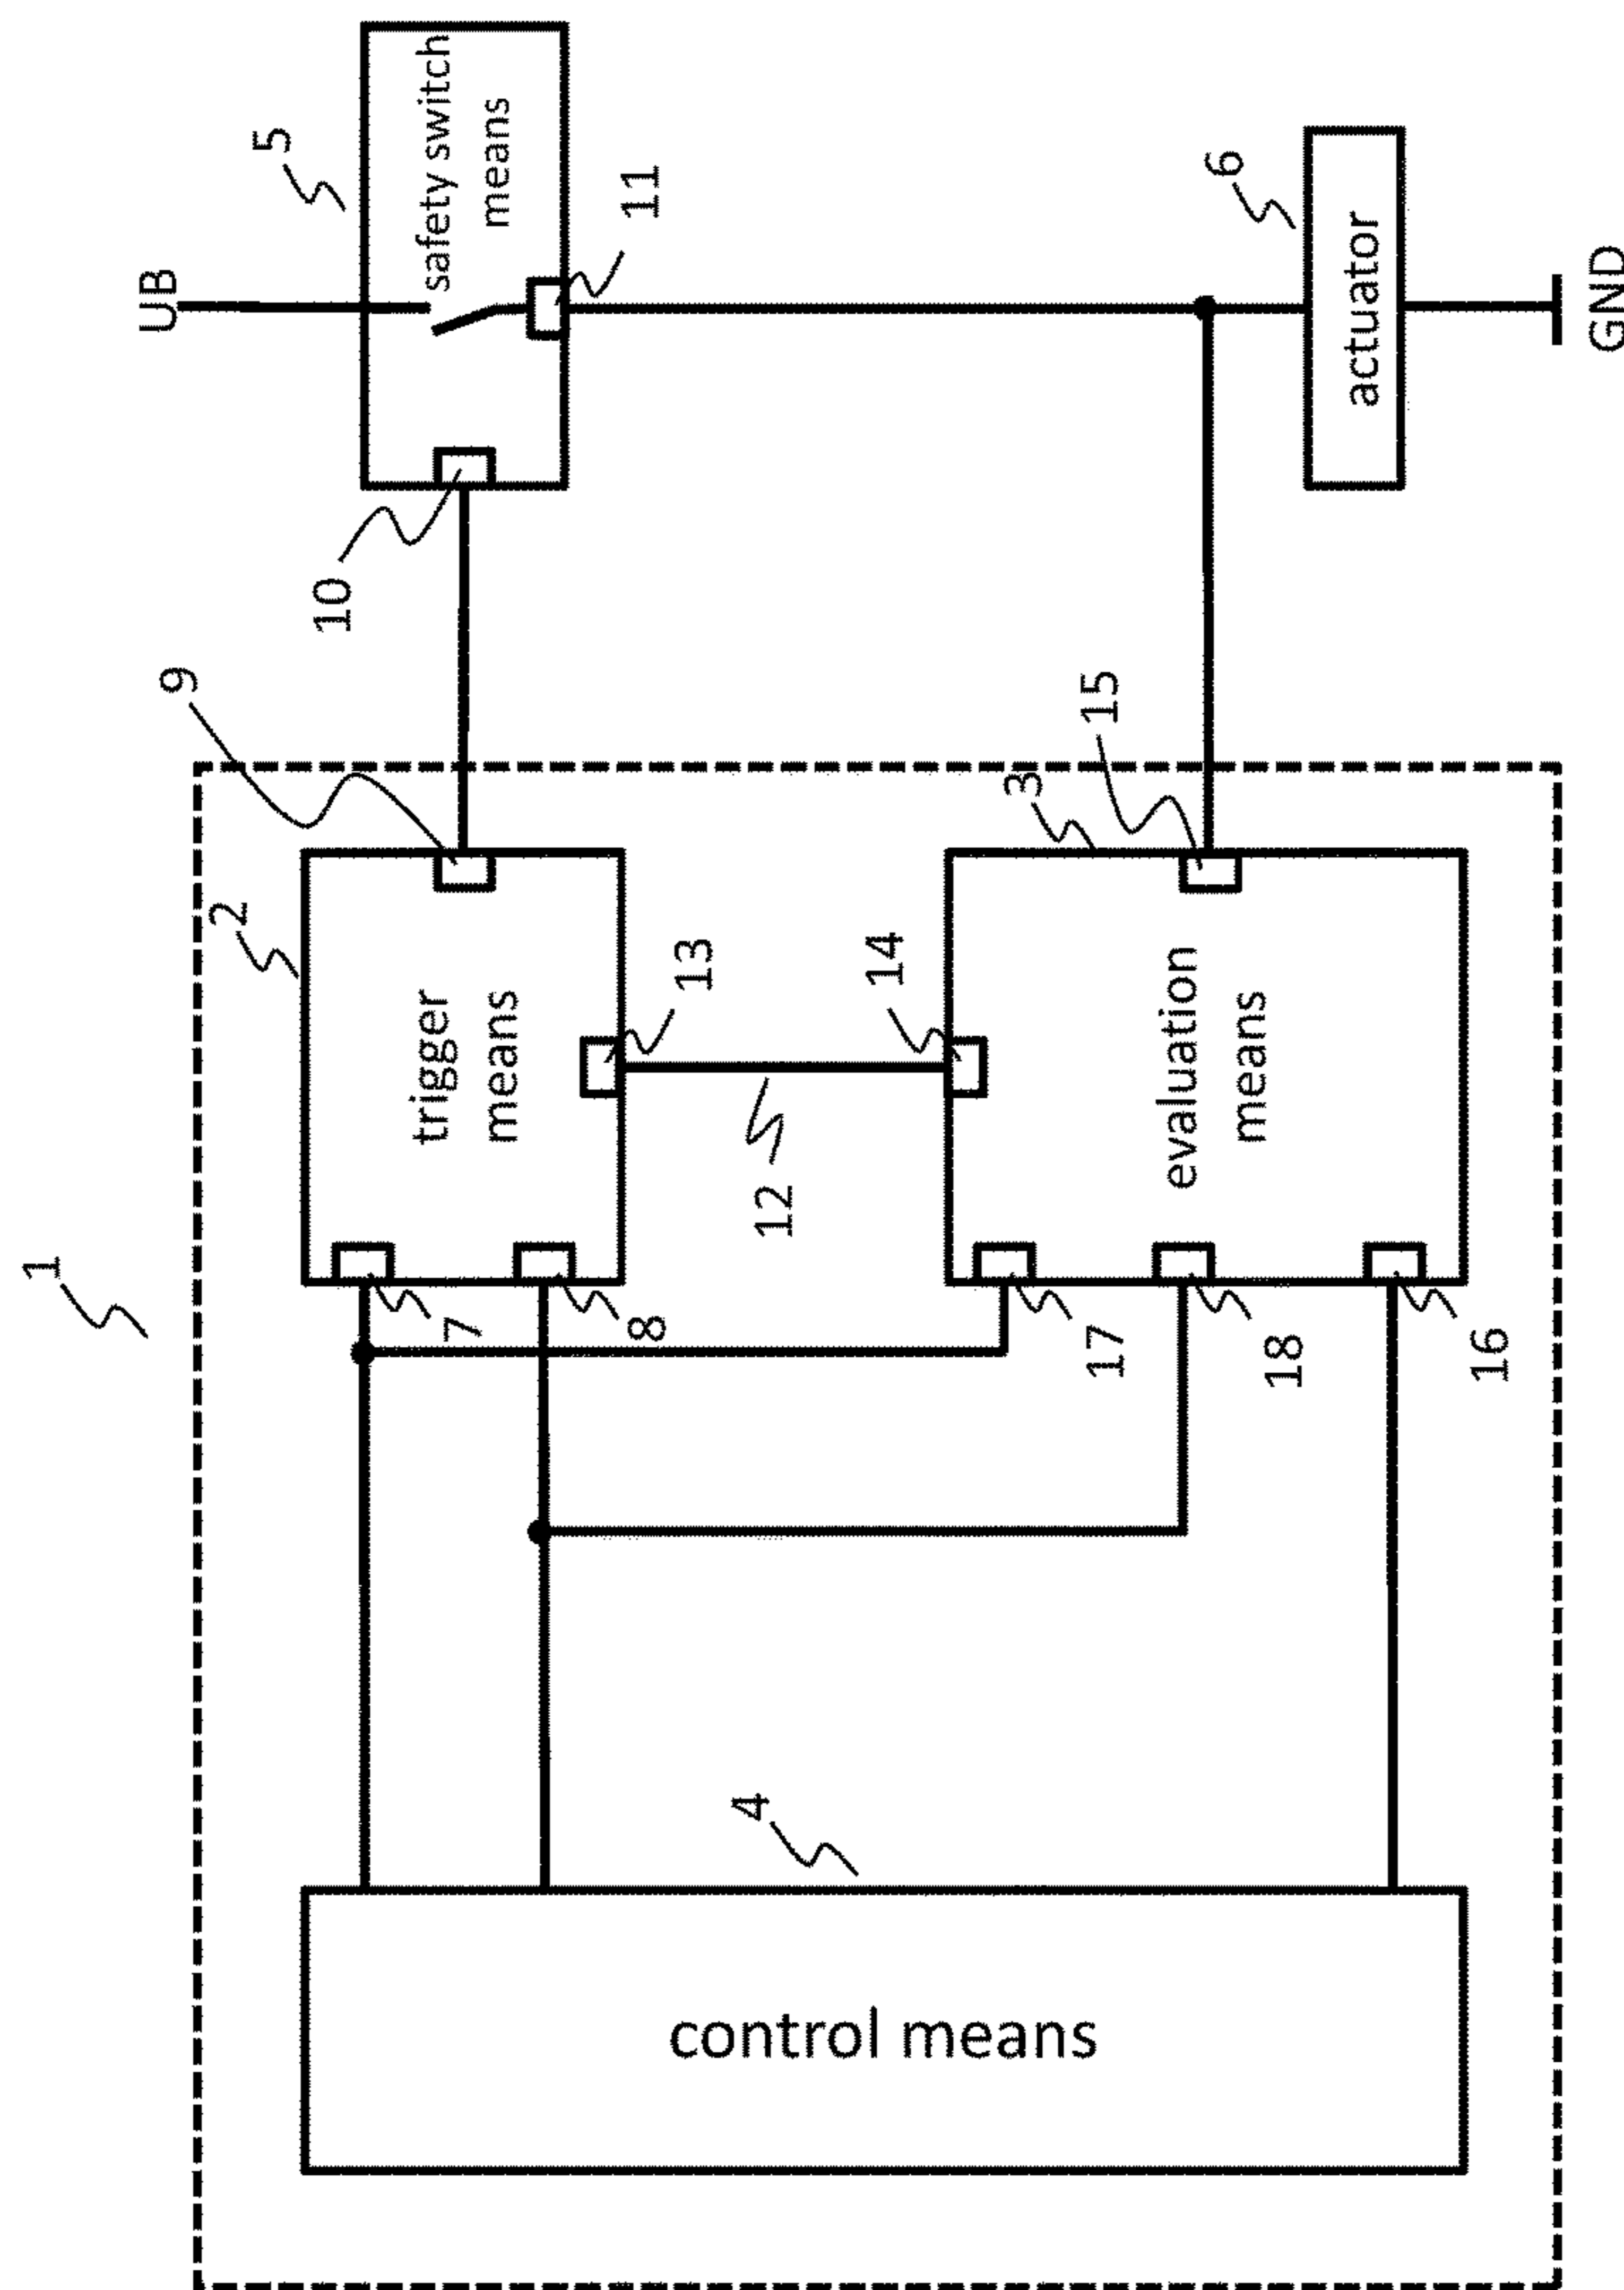 1
UB
5
safety switch
means
9
10
11
2
trigger
means
7
8
13
12
14
3
15
evaluation
means
17
18
16
4
control means
6
actuator
GND